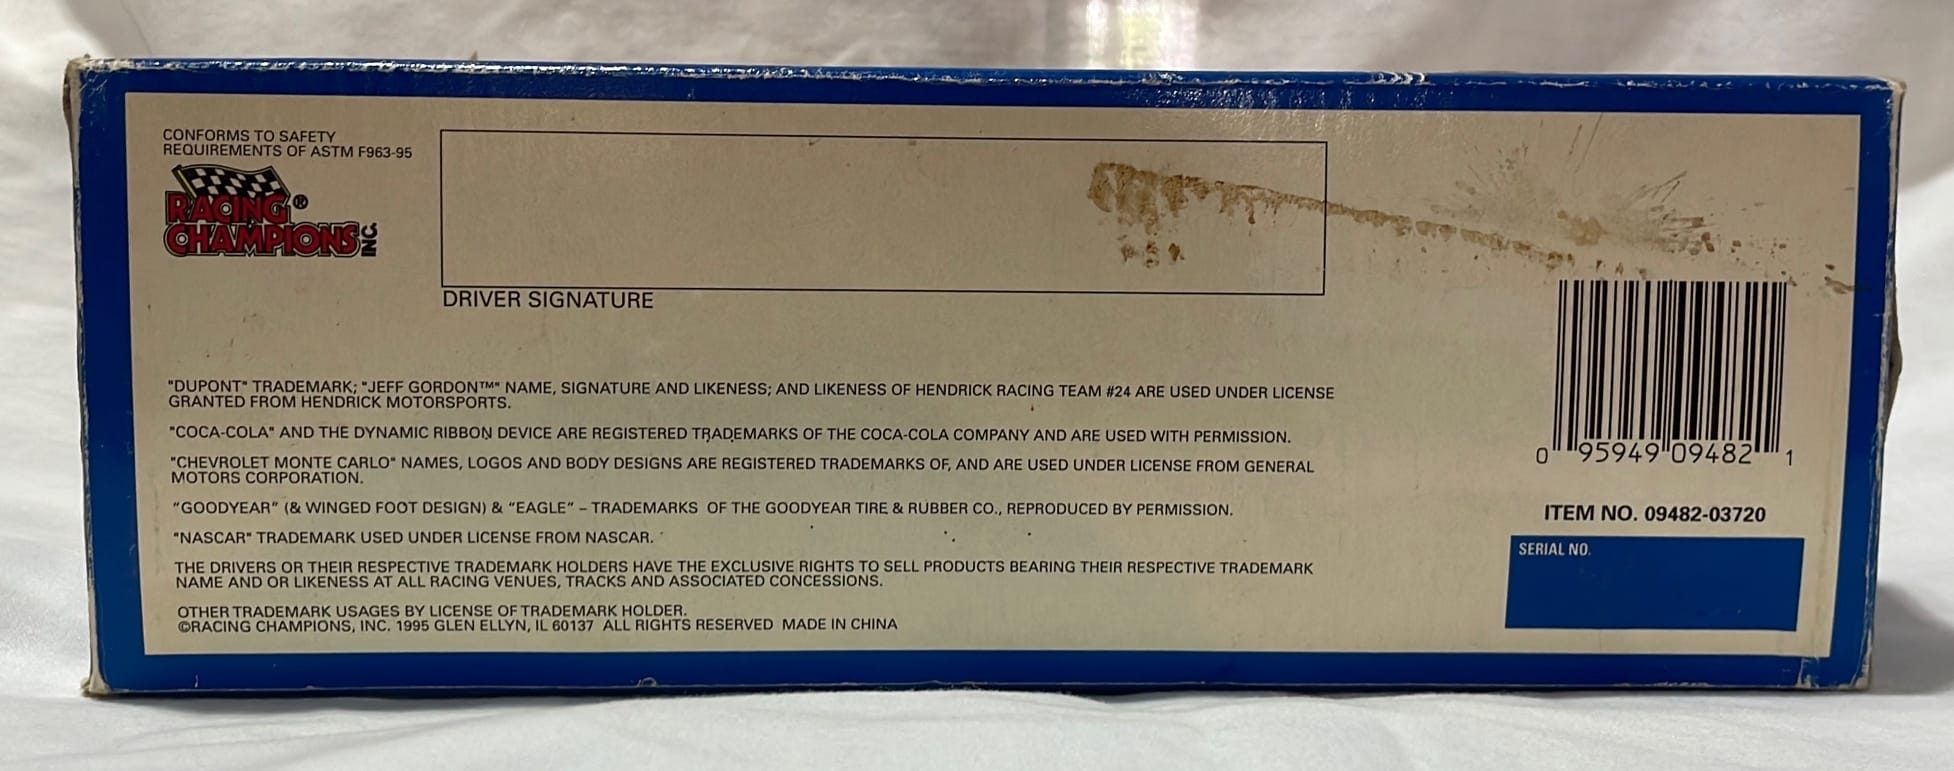 CONFORMS TO SAFETY
REQUIREMENTS OF ASTM F963-95
RACING®
CHAMPIONS INC.
DRIVER SIGNATURE
"DUPONT" TRADEMARK; "JEFF GORDON™" NAME, SIGNATURE AND LIKENESS; AND LIKENESS OF HENDRICK RACING TEAM #24 ARE USED UNDER LICENSE
GRANTED FROM HENDRICK MOTORSPORTS.
"COCA-COLA" AND THE DYNAMIC RIBBON DEVICE ARE REGISTERED TRADEMARKS OF THE COCA-COLA COMPANY AND ARE USED WITH PERMISSION.
"CHEVROLET MONTE CARLO" NAMES, LOGOS AND BODY DESIGNS ARE REGISTERED TRADEMARKS OF, AND ARE USED UNDER LICENSE FROM GENERAL
MOTORS CORPORATION.
"GOODYEAR" (& WINGED FOOT DESIGN) & "EAGLE" – TRADEMARKS OF THE GOODYEAR TIRE & RUBBER CO., REPRODUCED BY PERMISSION.
"NASCAR" TRADEMARK USED UNDER LICENSE FROM NASCAR.
THE DRIVERS OR THEIR RESPECTIVE TRADEMARK HOLDERS HAVE THE EXCLUSIVE RIGHTS TO SELL PRODUCTS BEARING THEIR RESPECTIVE TRADEMARK
NAME AND OR LIKENESS AT ALL RACING VENUES, TRACKS AND ASSOCIATED CONCESSIONS.
OTHER TRADEMARK USAGES BY LICENSE OF TRADEMARK HOLDER.
©RACING CHAMPIONS, INC. 1995 GLEN ELLYN, IL 60137 ALL RIGHTS RESERVED MADE IN CHINA
0 95949 09482 1
ITEM NO. 09482-03720
SERIAL NO.